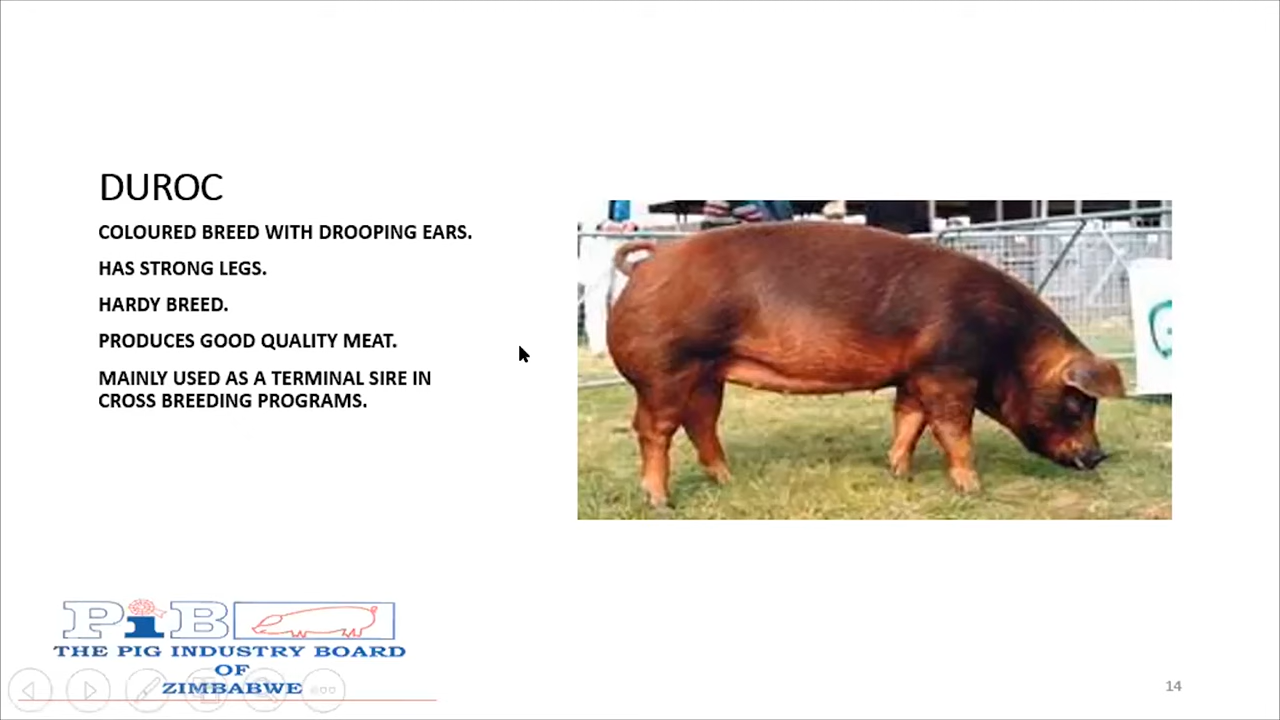 DUROC
COLOURED BREED WITH DROOPING EARS.
HAS STRONG LEGS.
HARDY BREED.
PRODUCES GOOD QUALITY MEAT.
MAINLY USED AS A TERMINAL SIRE IN
CROSS BREEDING PROGRAMS.
PiB
THE PIG INDUSTRY BOARD
OF
ZIMBABWE
14